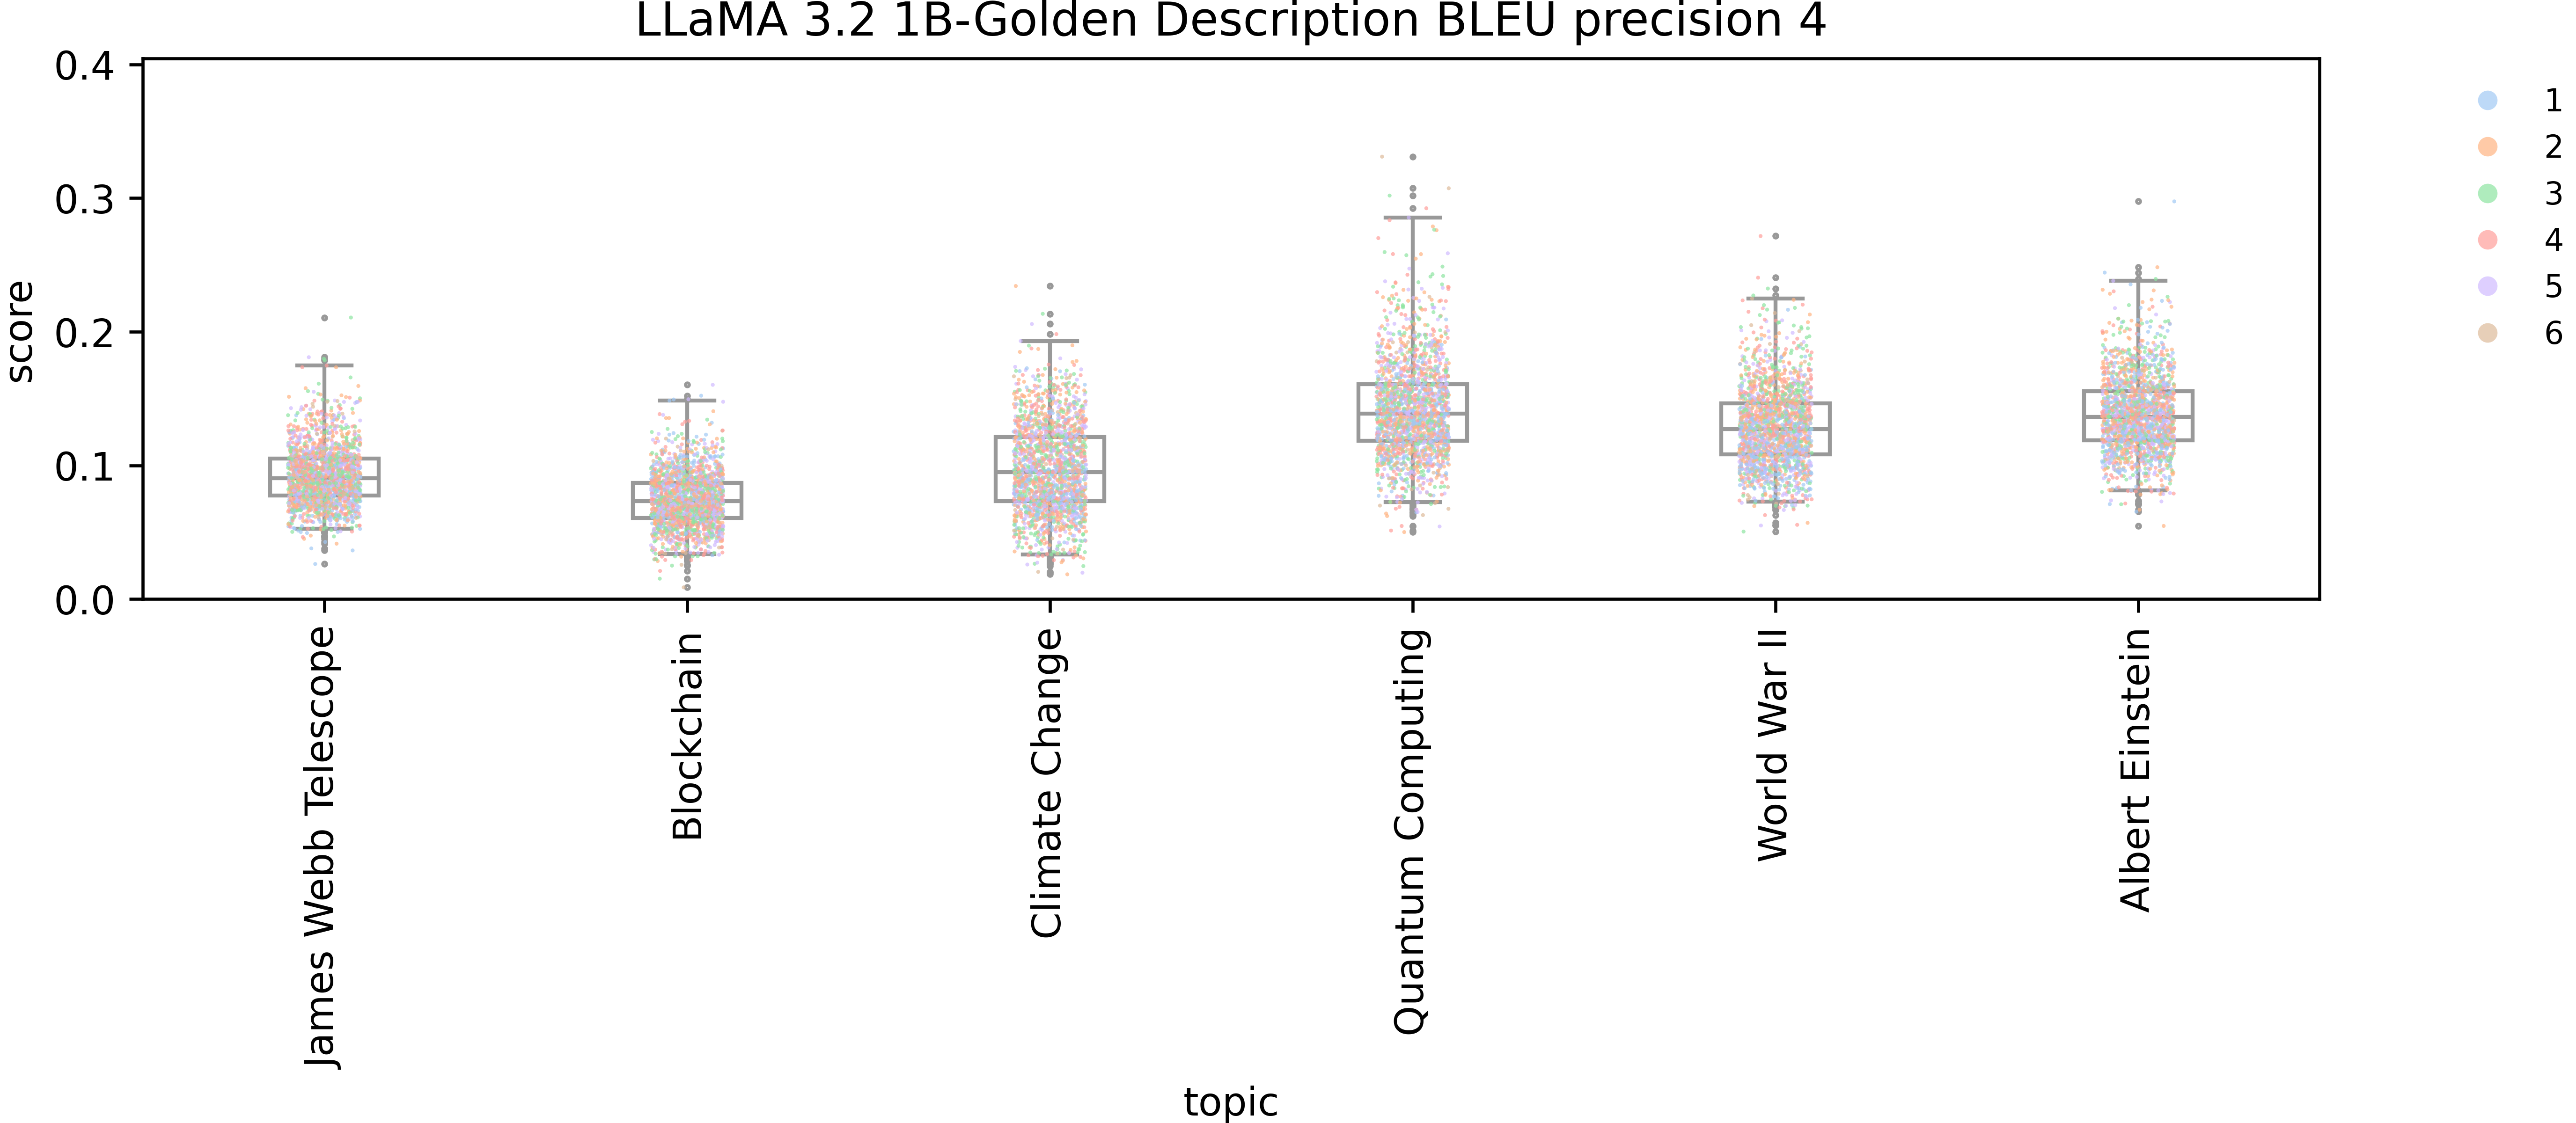 LLaMA 3.2 1B-Golden Description BLEU precision 4
0.4
0.3
0.2
0.1
0.0
score
1
2
3
4
5
6
James Webb Telescope
Blockchain
Climate Change
Quantum Computing
World War II
Albert Einstein
topic